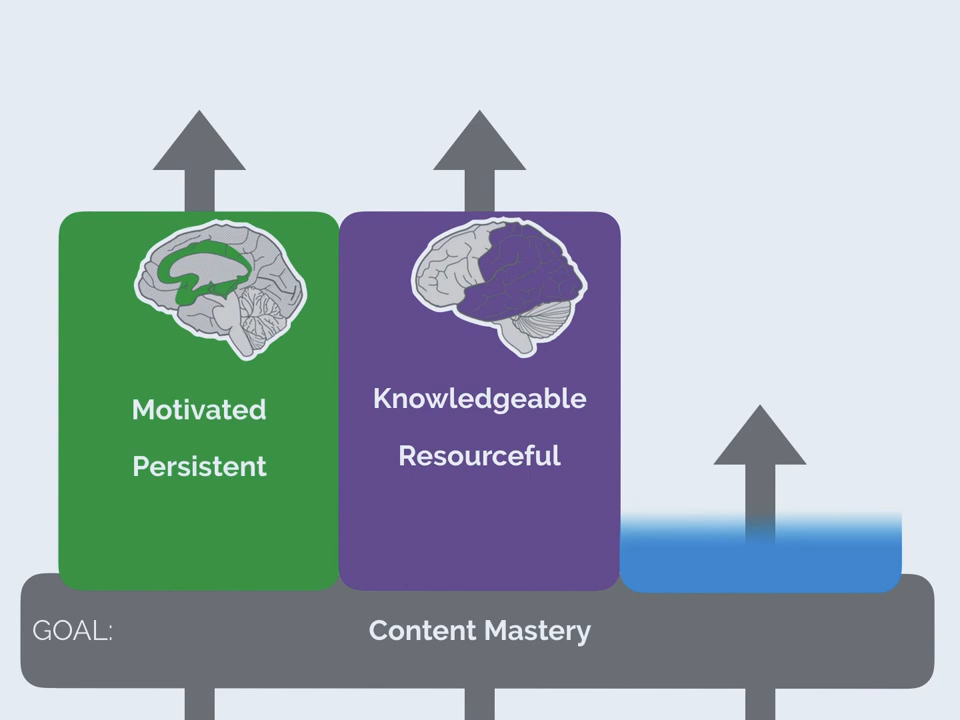 Motivated
Persistent
Knowledgeable
Resourceful
GOAL:
Content Mastery